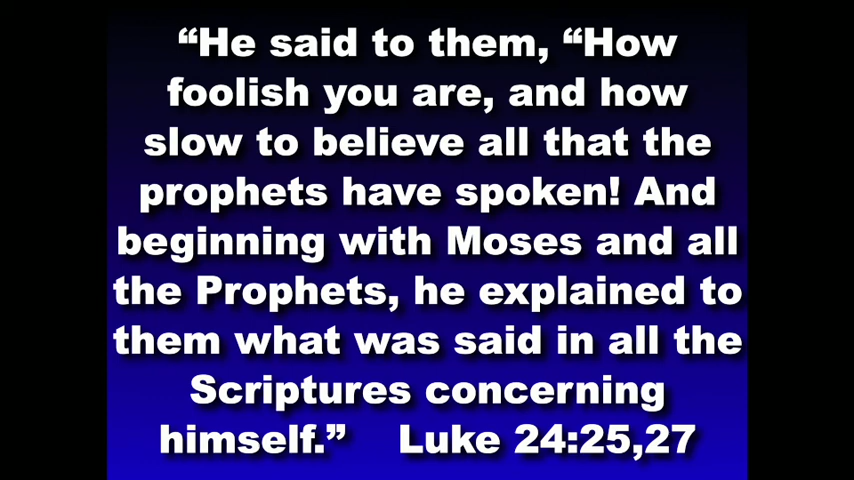 “He said to them, “How
foolish you are, and how
slow to believe all that the
prophets have spoken! And
beginning with Moses and all
the Prophets, he explained to
them what was said in all the
Scriptures concerning
himself.” Luke 24:25,27